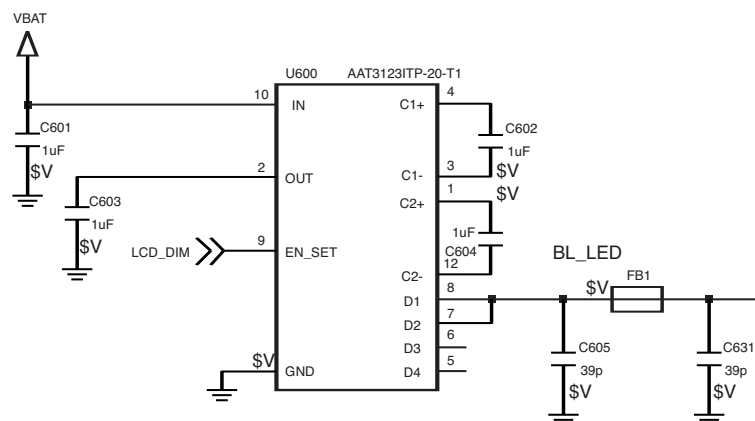 VBAT
U600 AAT3123ITP-20-T1
10 IN
C1+ 4
C601
1uF
$V
C602
1uF
$V
2 OUT
C1- 3
C603
1uF
$V
C2+ 1
$V
1uF
C604
LCD_DIM
9 EN_SET
C2- 12
BL_LED
D1 8
$V
FB1
D2 7
D3 6
C605
39p
$V
C631
39p
$V
$V
GND
D4 5